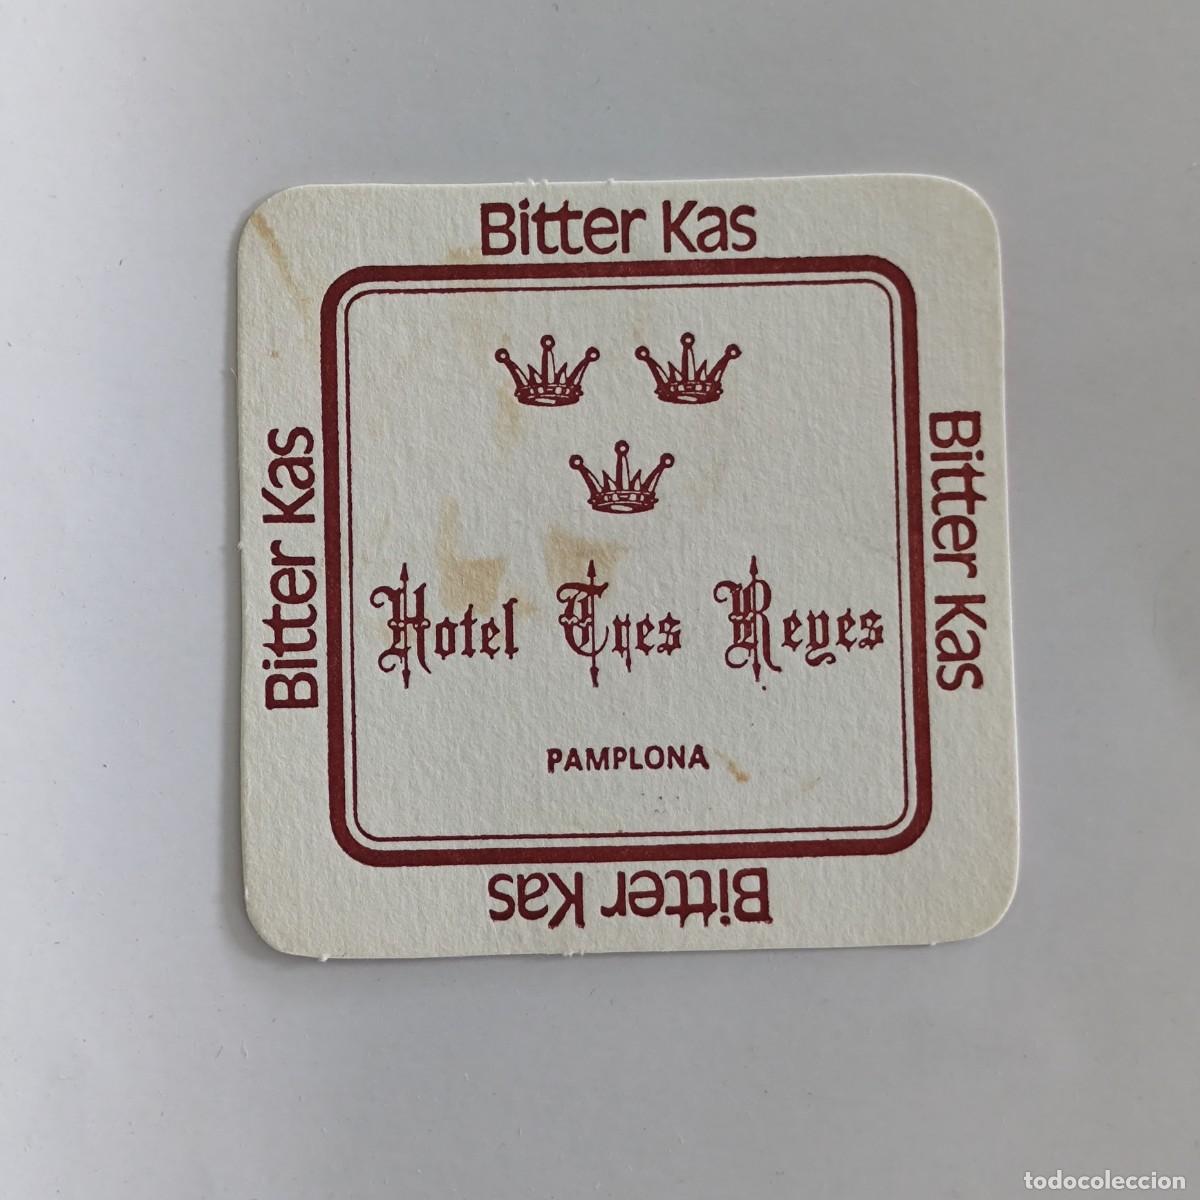 Bitter Kas
Bitter Kas
Bitter Kas
Hotel Tres Reyes
PAMPLONA
Bitter Kas
todocoleccion